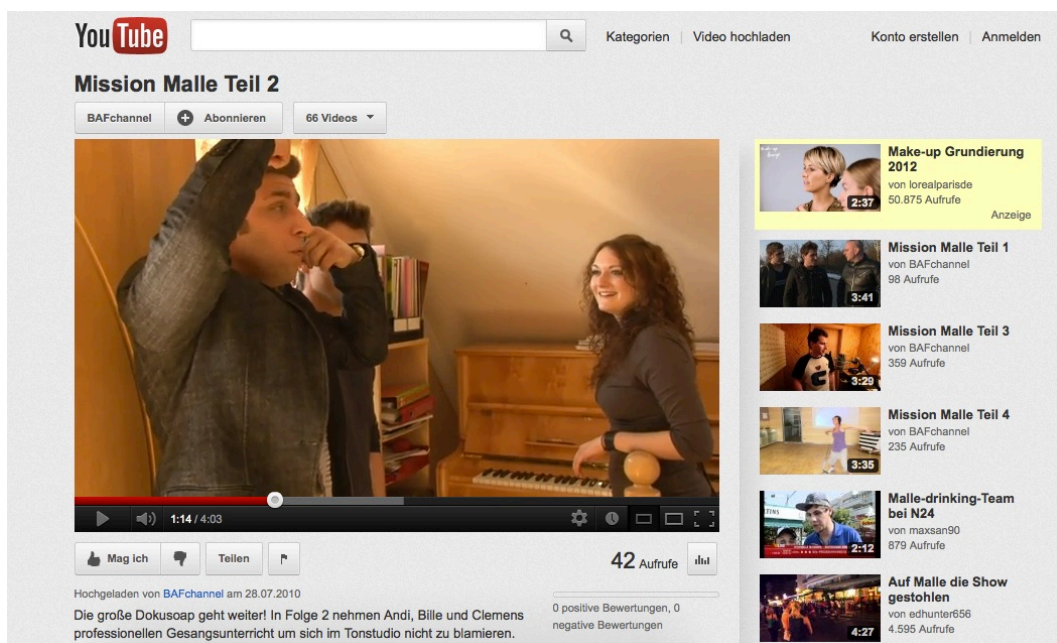 YouTube
Kategorien | Video hochladen
Konto erstellen | Anmelden
Mission Malle Teil 2
BAFchannel
Abonnieren
66 Videos
1:14 / 4:03
Mag ich
Teilen
42 Aufrufe
Hochgeladen von BAFchannel am 28.07.2010
Die große Dokusoap geht weiter! In Folge 2 nehmen Andi, Bille und Clemens
professionellen Gesangsunterricht um sich im Tonstudio nicht zu blamieren.
0 positive Bewertungen, 0
negative Bewertungen
2:37
Make-up Grundierung
2012
von lorealparisde
50.875 Aufrufe
Anzeige
3:41
Mission Malle Teil 1
von BAFchannel
98 Aufrufe
3:29
Mission Malle Teil 3
von BAFchannel
359 Aufrufe
3:35
Mission Malle Teil 4
von BAFchannel
235 Aufrufe
2:12
Malle-drinking-Team
bei N24
von maxsan90
879 Aufrufe
4:27
Auf Malle die Show
gestohlen
von edhunter656
4.595 Aufrufe